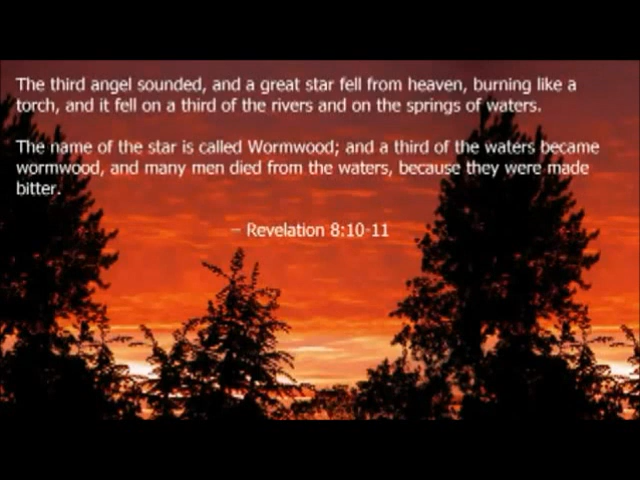 The third angel sounded, and a great star fell from heaven, burning like a
torch, and it fell on a third of the rivers and on the springs of waters.
The name of the star is called Wormwood; and a third of the waters became
wormwood, and many men died from the waters, because they were made
bitter.
– Revelation 8:10-11